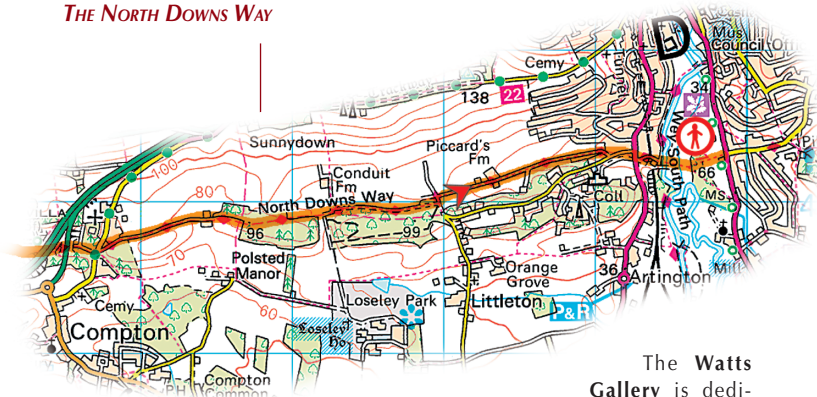 THE NORTH DOWNS WAY
D
Mus
Council
Cemy
138
22
34
Sunnydown
Piccard's
Fm
100
Conduit
Fm
80
North Downs Way
Wey South Path
66
MS
Coll
96
99
70
Polsted
Manor
Orange
Grove
36
Artington
60
Loseley Park
Littleton
Mill
Cemy
Loseley
Ho
P&R
Compton
PH
Compton
Common
The Watts
Gallery is dedi-